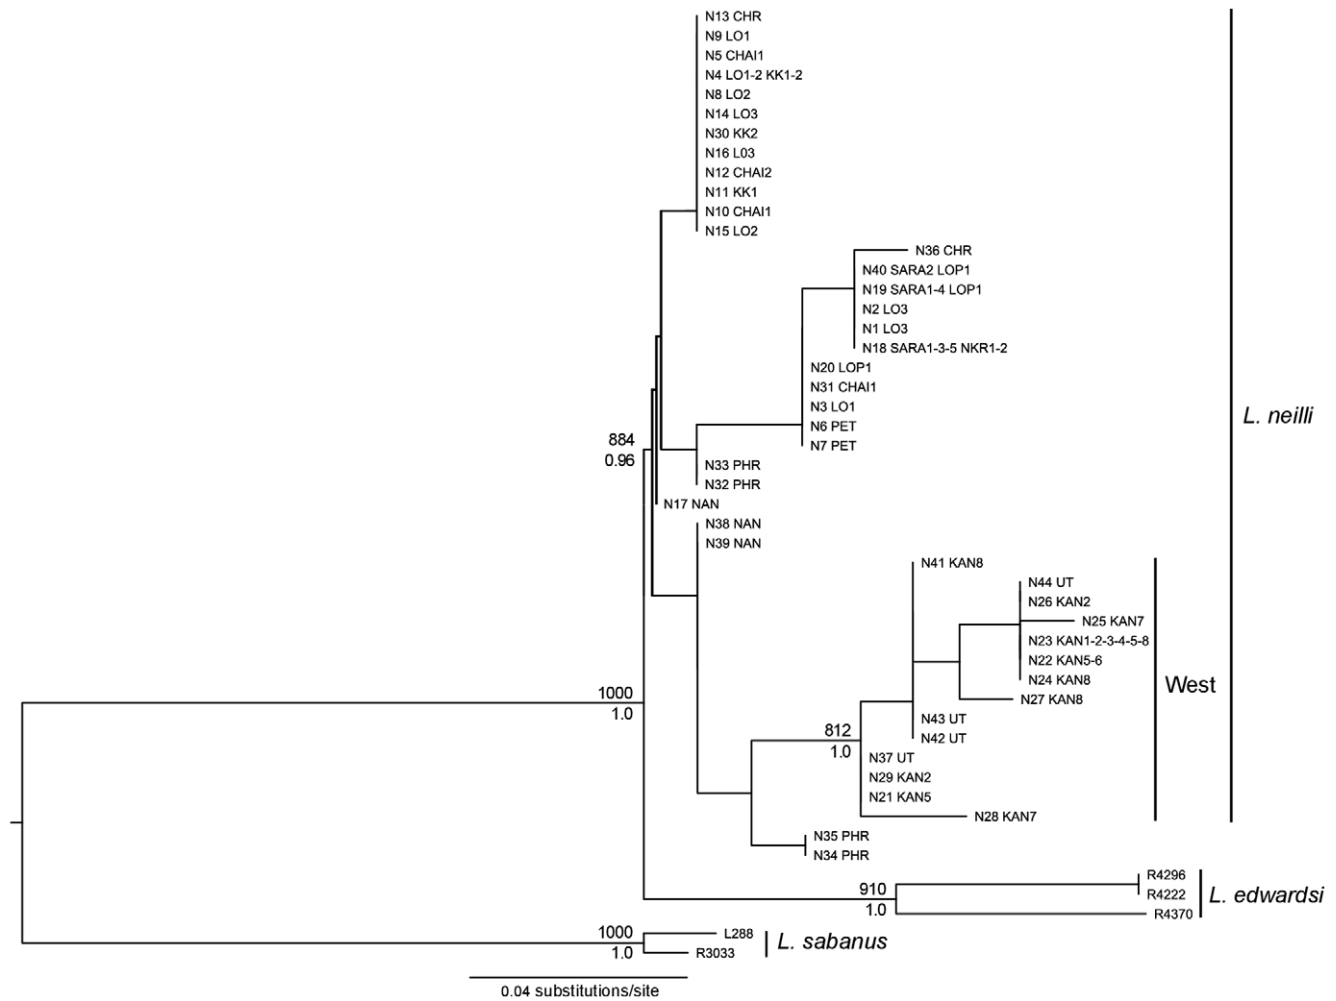 N13 CHR
N9 LO1
N5 CHAI1
N4 LO1-2 KK1-2
N8 LO2
N14 LO3
N30 KK2
N16 L03
N12 CHAI2
N11 KK1
N10 CHAI1
N15 LO2
N36 CHR
N40 SARA2 LOP1
N19 SARA1-4 LOP1
N2 LO3
N1 LO3
N18 SARA1-3-5 NKR1-2
N20 LOP1
N31 CHAI1
N3 LO1
L. neilli
N6 PET
884
N7 PET
0.96
N33 PHR
N32 PHR
N17 NAN
N38 NAN
N39 NAN
N41 KAN8
N44 UT
N26 KAN2
N25 KAN7
N23 KAN1-2-3-4-5-8
N22 KAN5-6
N24 KAN8
West
1000
N27 KAN8
1.0
N43 UT
812
N42 UT
1.0
N37 UT
N29 KAN2
N21 KAN5
N28 KAN7
N35 PHR
N34 PHR
R4296
910
R4222
L. edwardsi
1.0
R4370
1000
L288
L. sabanus
1.0
R3033
0.04 substitutions/site